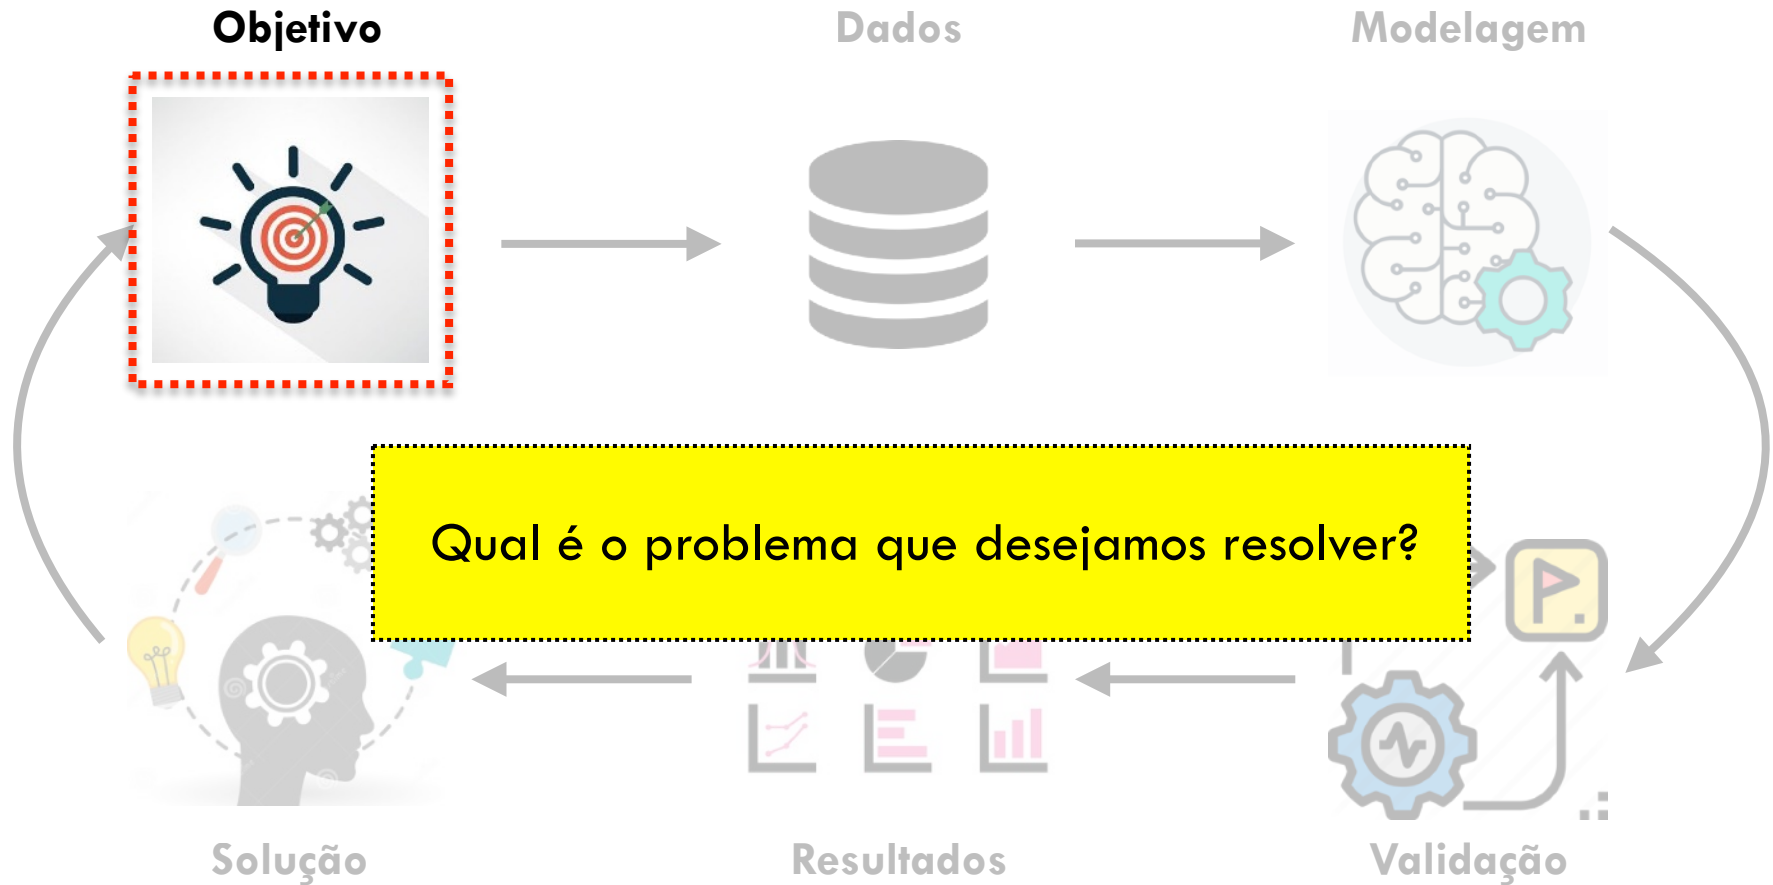 Objetivo
Dados
Modelagem
Qual é o problema que desejamos resolver?
Solução
Resultados
Validação